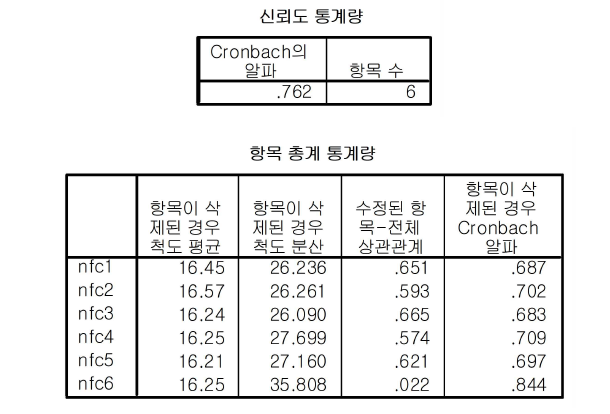 신뢰도 통계량
Cronbach의 알파 항목 수
.762 6
항목 총계 통계량
항목이 삭제된 경우 척도 평균 항목이 삭제된 경우 척도 분산 수정된 항목-전체 상관관계 항목이 삭제된 경우 Cronbach 알파
nfc1 16.45 26.236 .651 .687
nfc2 16.57 26.261 .593 .702
nfc3 16.24 26.090 .665 .683
nfc4 16.25 27.699 .574 .709
nfc5 16.21 27.160 .621 .697
nfc6 16.25 35.808 .022 .844